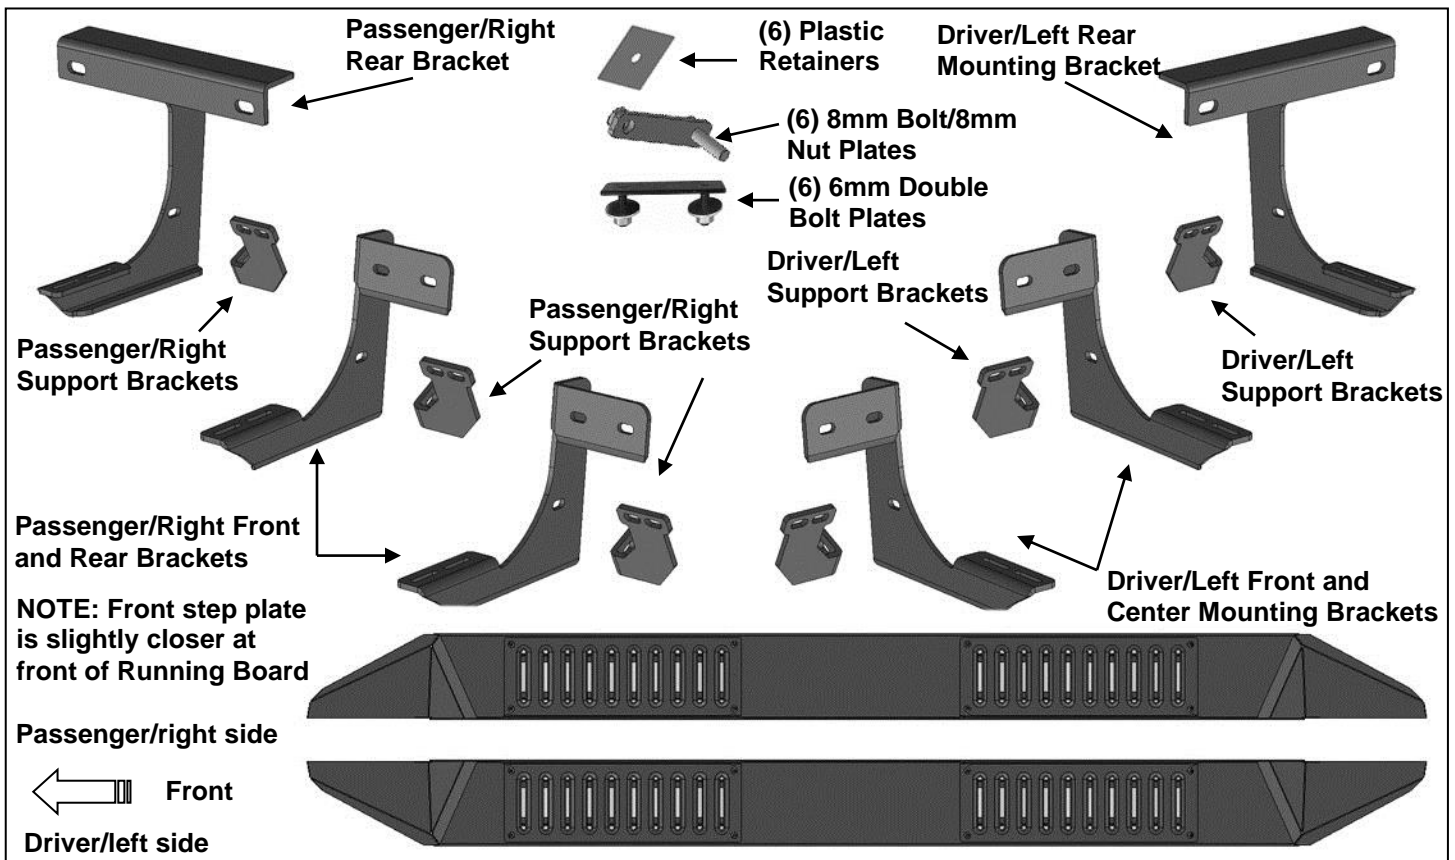 Passenger/Right
Rear Bracket
(6) Plastic
Retainers
Driver/Left Rear
Mounting Bracket
(6) 8mm Bolt/8mm
Nut Plates
(6) 6mm Double
Bolt Plates
Driver/Left
Support Brackets
Passenger/Right
Support Brackets
Passenger/Right
Support Brackets
Driver/Left
Support Brackets
Passenger/Right Front
and Rear Brackets
Driver/Left Front and
Center Mounting Brackets
NOTE: Front step plate
is slightly closer at
front of Running Board
Passenger/right side
Front
Driver/left side